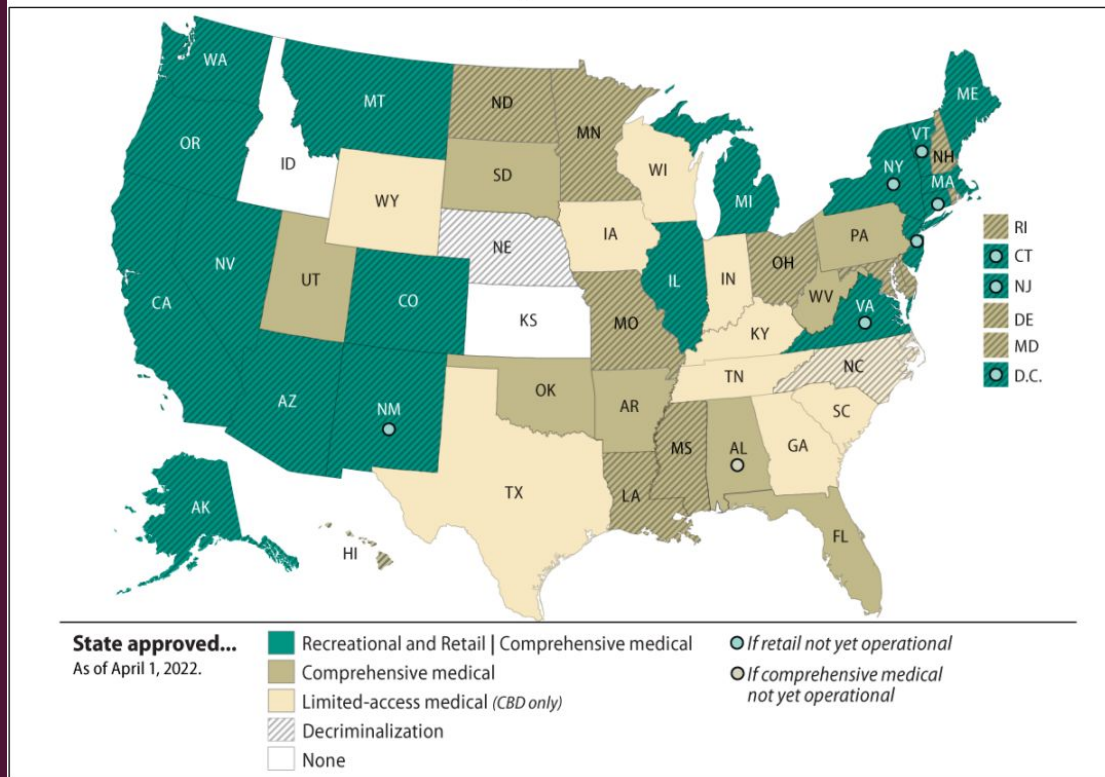 WA
MT
ND
MN
ME
OR
ID
SD
WI
VT
NH
NY
MA
WY
MI
NE
IA
PA
RI
NV
UT
CO
IL
IN
OH
WV
CT
CA
KS
MO
KY
VA
NJ
DE
MD
D.C.
AZ
NM
OK
AR
TN
NC
SC
MS
AL
GA
TX
LA
FL
AK
HI
State approved...
As of April 1, 2022.
Recreational and Retail | Comprehensive medical
Comprehensive medical
Limited-access medical (CBD only)
Decriminalization
None
If retail not yet operational
If comprehensive medical
not yet operational